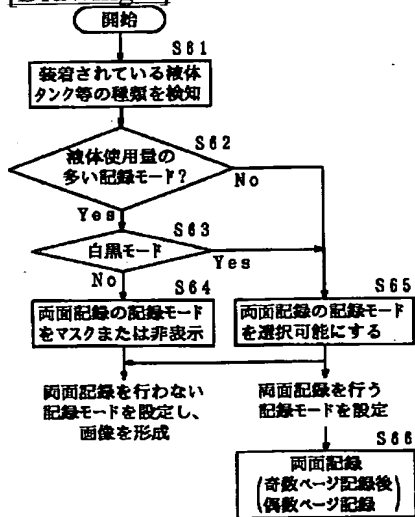 開始
S61
装着されている液体
タンク等の種類を検知
S62
液体使用量の
多い記録モード?
No
Yes
S63
白黒モード
Yes
No
S64
両面記録の記録モード
をマスクまたは非表示
S65
両面記録の記録モード
を選択可能にする
両面記録を行わない
記録モードを設定し、
画像を形成
両面記録を行う
記録モードを設定
S66
両面記録
(奇数ページ記録後
偶数ページ記録)